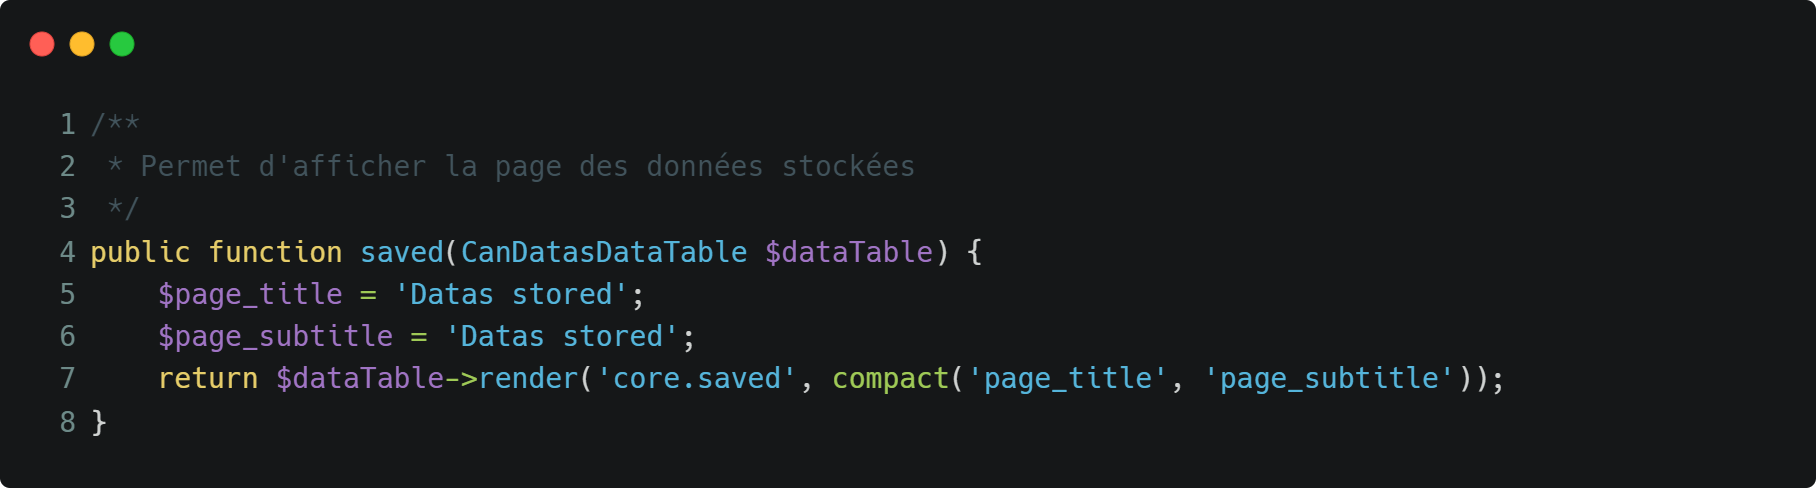 1 /**
2  * Permet d'afficher la page des données stockées
3  */
4 public function saved(CanDatasDataTable $dataTable) {
5     $page_title = 'Datas stored';
6     $page_subtitle = 'Datas stored';
7     return $dataTable->render('core.saved', compact('page_title', 'page_subtitle'));
8 }